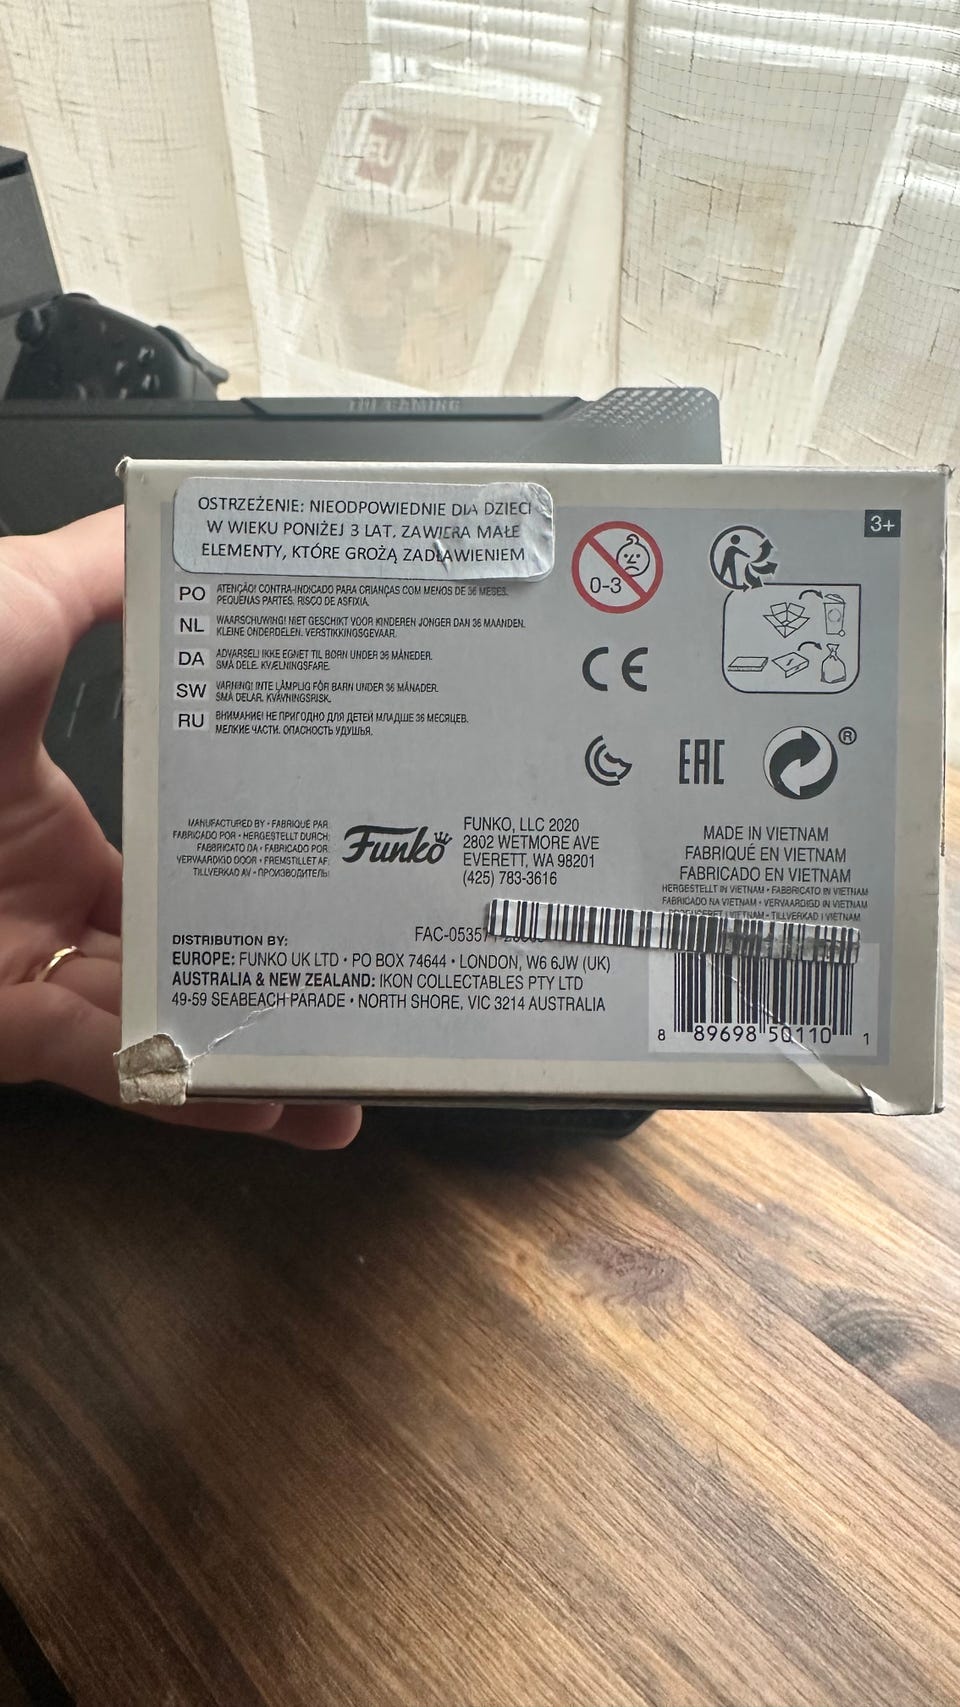 TUF GAMING
OSTRZEŻENIE: NIEODPOWIEDNIE DLA DZIECI
W WIEKU PONIŻEJ 3 LAT, ZAWIERA MAŁE
ELEMENTY, KTÓRE GROŻĄ ZADŁAWIENIEM
0-3
3+
PO ATENÇÃO! CONTRA-INDICADO PARA CRIANÇAS COM MENOS DE 36 MESES.
PEQUENAS PARTES. RISCO DE ASFIXIA.
NL WAARSCHUWING! NIET GESCHIKT VOOR KINDEREN JONGER DAN 36 MAANDEN.
KLEINE ONDERDELEN. VERSTIKKINGSGEVAAR.
DA ADVARSEL! IKKE EGNET TIL BØRN UNDER 36 MÅNEDER.
SMÅ DELE. KVÆLNINGSFARE.
SW VARNING! INTE LÄMPLIG FÖR BARN UNDER 36 MÅNADER.
SMÅ DELAR. KVÄVNINGSRISK.
RU ВНИМАНИЕ! НЕ ПРИГОДНО ДЛЯ ДЕТЕЙ МЛАДШЕ 36 МЕСЯЦЕВ.
МЕЛКИЕ ЧАСТИ. ОПАСНОСТЬ УДУШЬЯ.
CE
EAC
®
MANUFACTURED BY • FABRIQUÉ PAR
FABRICADO POR • HERGESTELLT DURCH:
FABBRICATO DA • FABRICADO POR:
VERVAARDIGD DOOR • FREMSTILLET AF:
TILLVERKAD AV • ПРОИЗВОДИТЕЛЬ:
Funko
FUNKO, LLC 2020
2802 WETMORE AVE
EVERETT, WA 98201
(425) 783-3616
MADE IN VIETNAM
FABRIQUÉ EN VIETNAM
FABRICADO EN VIETNAM
HERGESTELLT IN VIETNAM • FABBRICATO IN VIETNAM
FABRICADO NA VIETNAM • VERVAARDIGD IN VIETNAM
PRODUCERET I VIETNAM • TILLVERKAD I VIETNAM
FAC-05357
DISTRIBUTION BY:
EUROPE: FUNKO UK LTD • PO BOX 74644 • LONDON, W6 6JW (UK)
AUSTRALIA & NEW ZEALAND: IKON COLLECTABLES PTY LTD
49-59 SEABEACH PARADE • NORTH SHORE, VIC 3214 AUSTRALIA
8 89698 50110 1